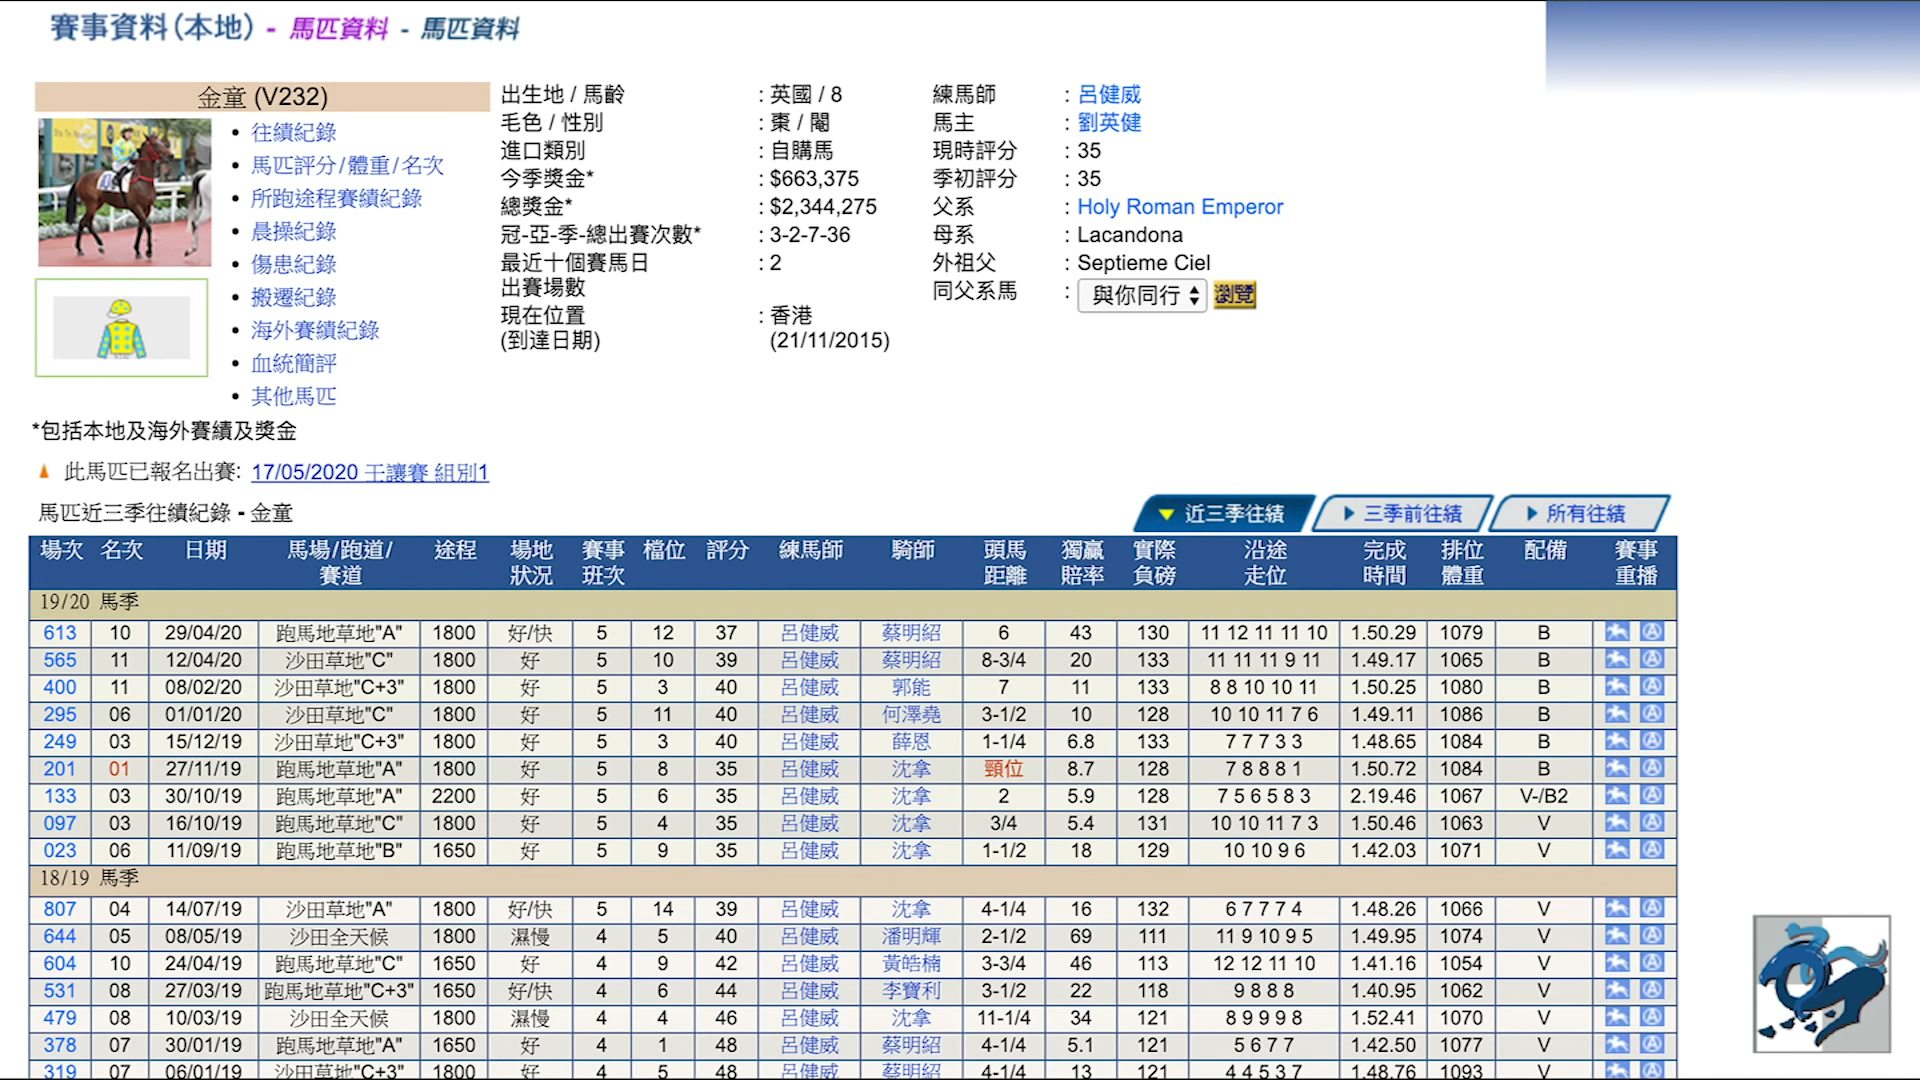 賽事資料(本地) - 馬匹資料 - 馬匹資料
金童 (V232)
• 往績紀錄
• 馬匹評分/體重/名次
• 所跑途程賽績紀錄
• 晨操紀錄
• 傷患紀錄
• 搬遷紀錄
• 海外賽績紀錄
• 血統簡評
• 其他馬匹
出生地 / 馬齡 : 英國 / 8
毛色 / 性別 : 棗 / 閹
進口類別 : 自購馬
今季獎金* : $663,375
總獎金* : $2,344,275
冠-亞-季-總出賽次數* : 3-2-7-36
最近十個賽馬日 : 2
出賽場數
現在位置 : 香港
(到達日期) (21/11/2015)
練馬師 : 呂健威
馬主 : 劉英健
現時評分 : 35
季初評分 : 35
父系 : Holy Roman Emperor
母系 : Lacandona
外祖父 : Septieme Ciel
同父系馬 : 與你同行 瀏覽
*包括本地及海外賽績及獎金
此馬匹已報名出賽: 17/05/2020 王讓賽 組別1
馬匹近三季往績紀錄 - 金童
近三季往績 三季前往績 所有往績
場次 名次 日期 馬場/跑道/ 途程 場地 賽事 檔位 評分 練馬師 騎師 頭馬 獨贏 實際 沿途 完成 排位 配備 賽事
賽道 狀況 班次 距離 賠率 負磅 走位 時間 體重 重播
19/20 馬季
613 10 29/04/20 跑馬地草地"A" 1800 好/快 5 12 37 呂健威 蔡明紹 6 43 130 11 12 11 11 10 1.50.29 1079 B
565 11 12/04/20 沙田草地"C" 1800 好 5 10 39 呂健威 蔡明紹 8-3/4 20 133 11 11 11 9 11 1.49.17 1065 B
400 11 08/02/20 沙田草地"C+3" 1800 好 5 3 40 呂健威 郭能 7 11 133 8 8 10 10 11 1.50.25 1080 B
295 06 01/01/20 沙田草地"C" 1800 好 5 11 40 呂健威 何澤堯 3-1/2 10 128 10 10 11 7 6 1.49.11 1086 B
249 03 15/12/19 沙田草地"C+3" 1800 好 5 3 40 呂健威 薛恩 1-1/4 6.8 133 7 7 7 3 3 1.48.65 1084 B
201 01 27/11/19 跑馬地草地"A" 1800 好 5 8 35 呂健威 沈拿 頸位 8.7 128 7 8 8 8 1 1.50.72 1084 B
133 03 30/10/19 跑馬地草地"A" 2200 好 5 6 35 呂健威 沈拿 2 5.9 128 7 5 6 5 8 3 2.19.46 1067 V-/B2
097 03 16/10/19 跑馬地草地"C" 1800 好 5 4 35 呂健威 沈拿 3/4 5.4 131 10 10 11 7 3 1.50.46 1063 V
023 06 11/09/19 跑馬地草地"B" 1650 好 5 9 35 呂健威 沈拿 1-1/2 18 129 10 10 9 6 1.42.03 1071 V
18/19 馬季
807 04 14/07/19 沙田草地"A" 1800 好/快 5 14 39 呂健威 沈拿 4-1/4 16 132 6 7 7 7 4 1.48.26 1066 V
644 05 08/05/19 沙田全天候 1800 濕慢 4 5 40 呂健威 潘明輝 2-1/2 69 111 11 9 10 9 5 1.49.95 1074 V
604 10 24/04/19 跑馬地草地"C" 1650 好 4 9 42 呂健威 黃皓楠 3-3/4 46 113 12 12 11 10 1.41.16 1054 V
531 08 27/03/19 跑馬地草地"C+3" 1650 好/快 4 6 44 呂健威 李寶利 3-1/2 22 118 9 8 8 8 1.40.95 1062 V
479 08 10/03/19 沙田全天候 1800 濕慢 4 4 46 呂健威 沈拿 11-1/4 34 121 8 9 9 9 8 1.52.41 1070 V
378 07 30/01/19 跑馬地草地"A" 1650 好 4 1 48 呂健威 蔡明紹 4-1/4 5.1 121 5 6 7 7 1.42.50 1077 V
319 07 06/01/19 沙田草地"C+3" 1800 好 4 5 48 呂健威 蔡明紹 4-1/4 13 121 4 4 5 3 7 1.48.76 1093 V